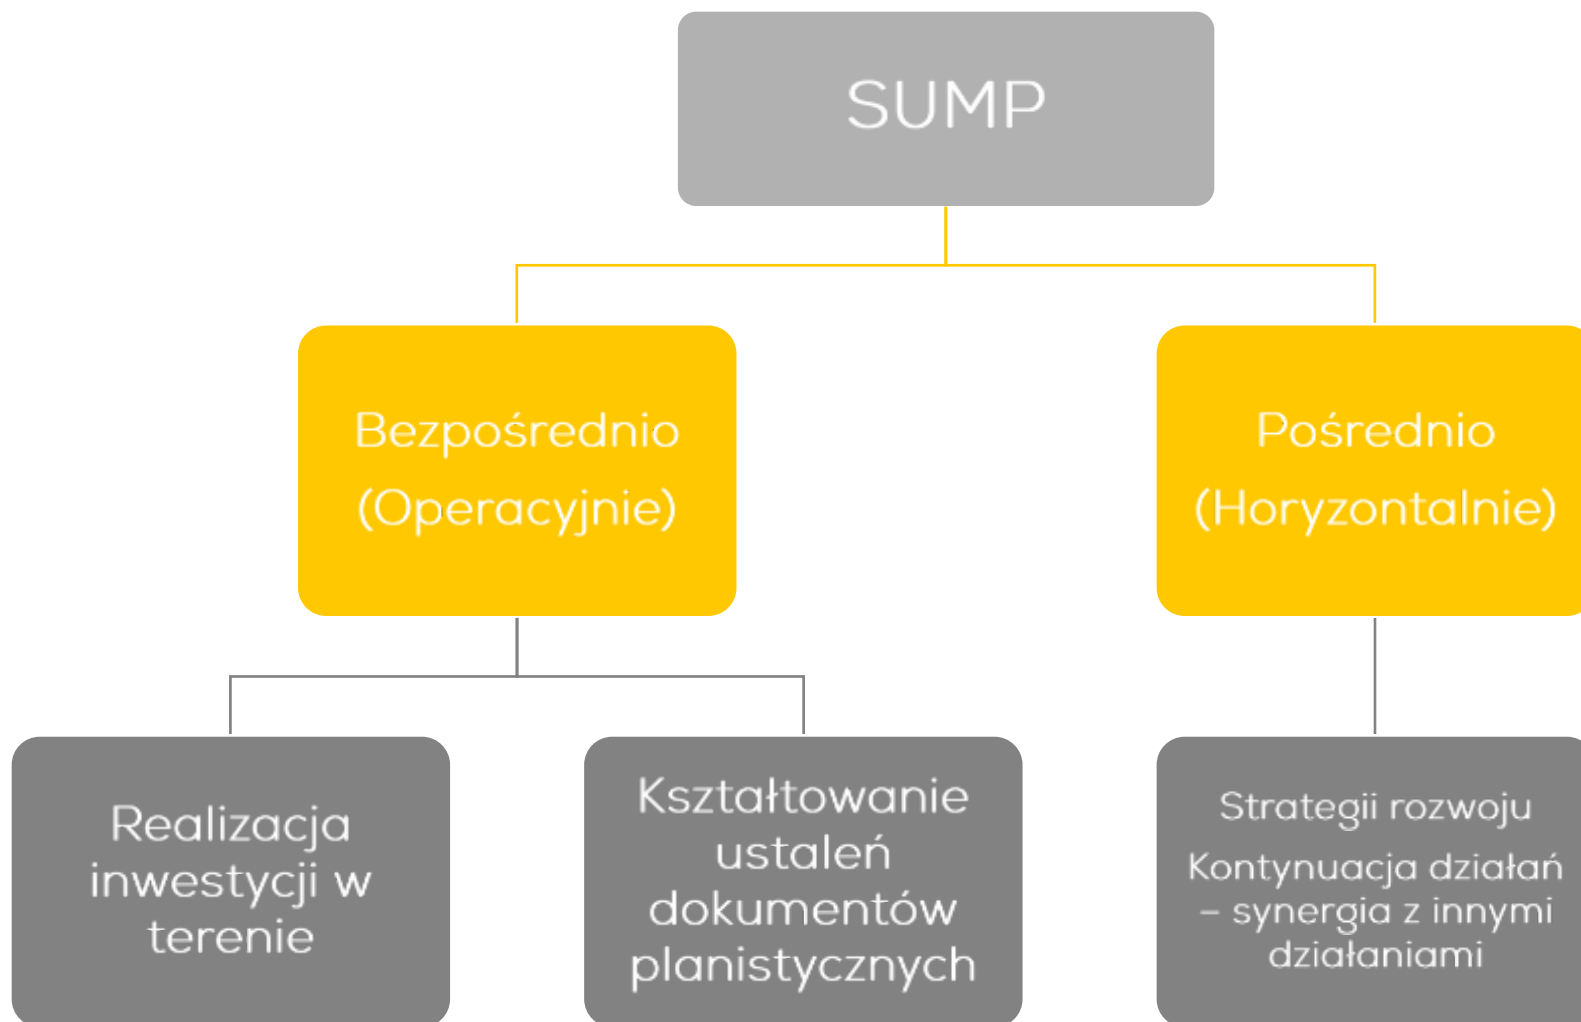 SUMP
Bezpośrednio
(Operacyjnie)
Pośrednio
(Horyzontalnie)
Realizacja
inwestycji w
terenie
Kształtowanie
ustaleń
dokumentów
planistycznych
Strategii rozwoju
Kontynuacja działań
– synergia z innymi
działaniami